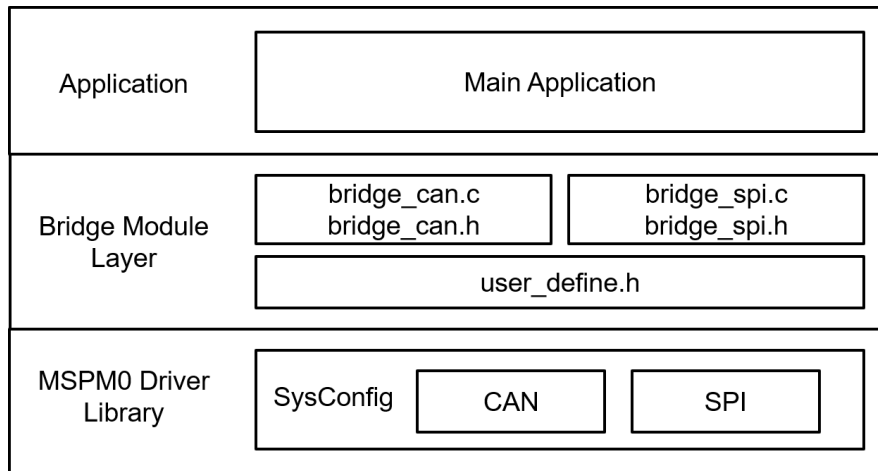 Application
Main Application
Bridge Module
Layer
bridge_can.c
bridge_can.h
bridge_spi.c
bridge_spi.h
user_define.h
MSPM0 Driver
Library
SysConfig
CAN
SPI